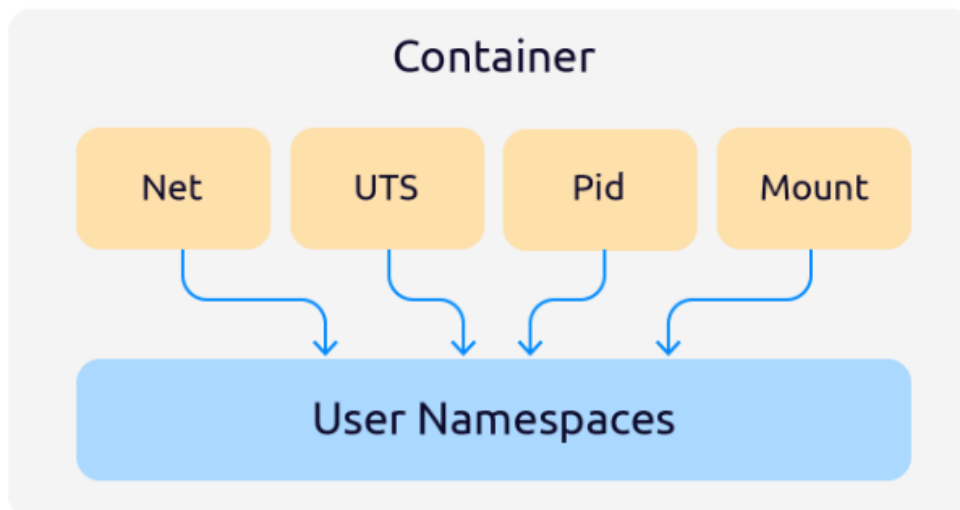 Container
Net
UTS
Pid
Mount
User Namespaces